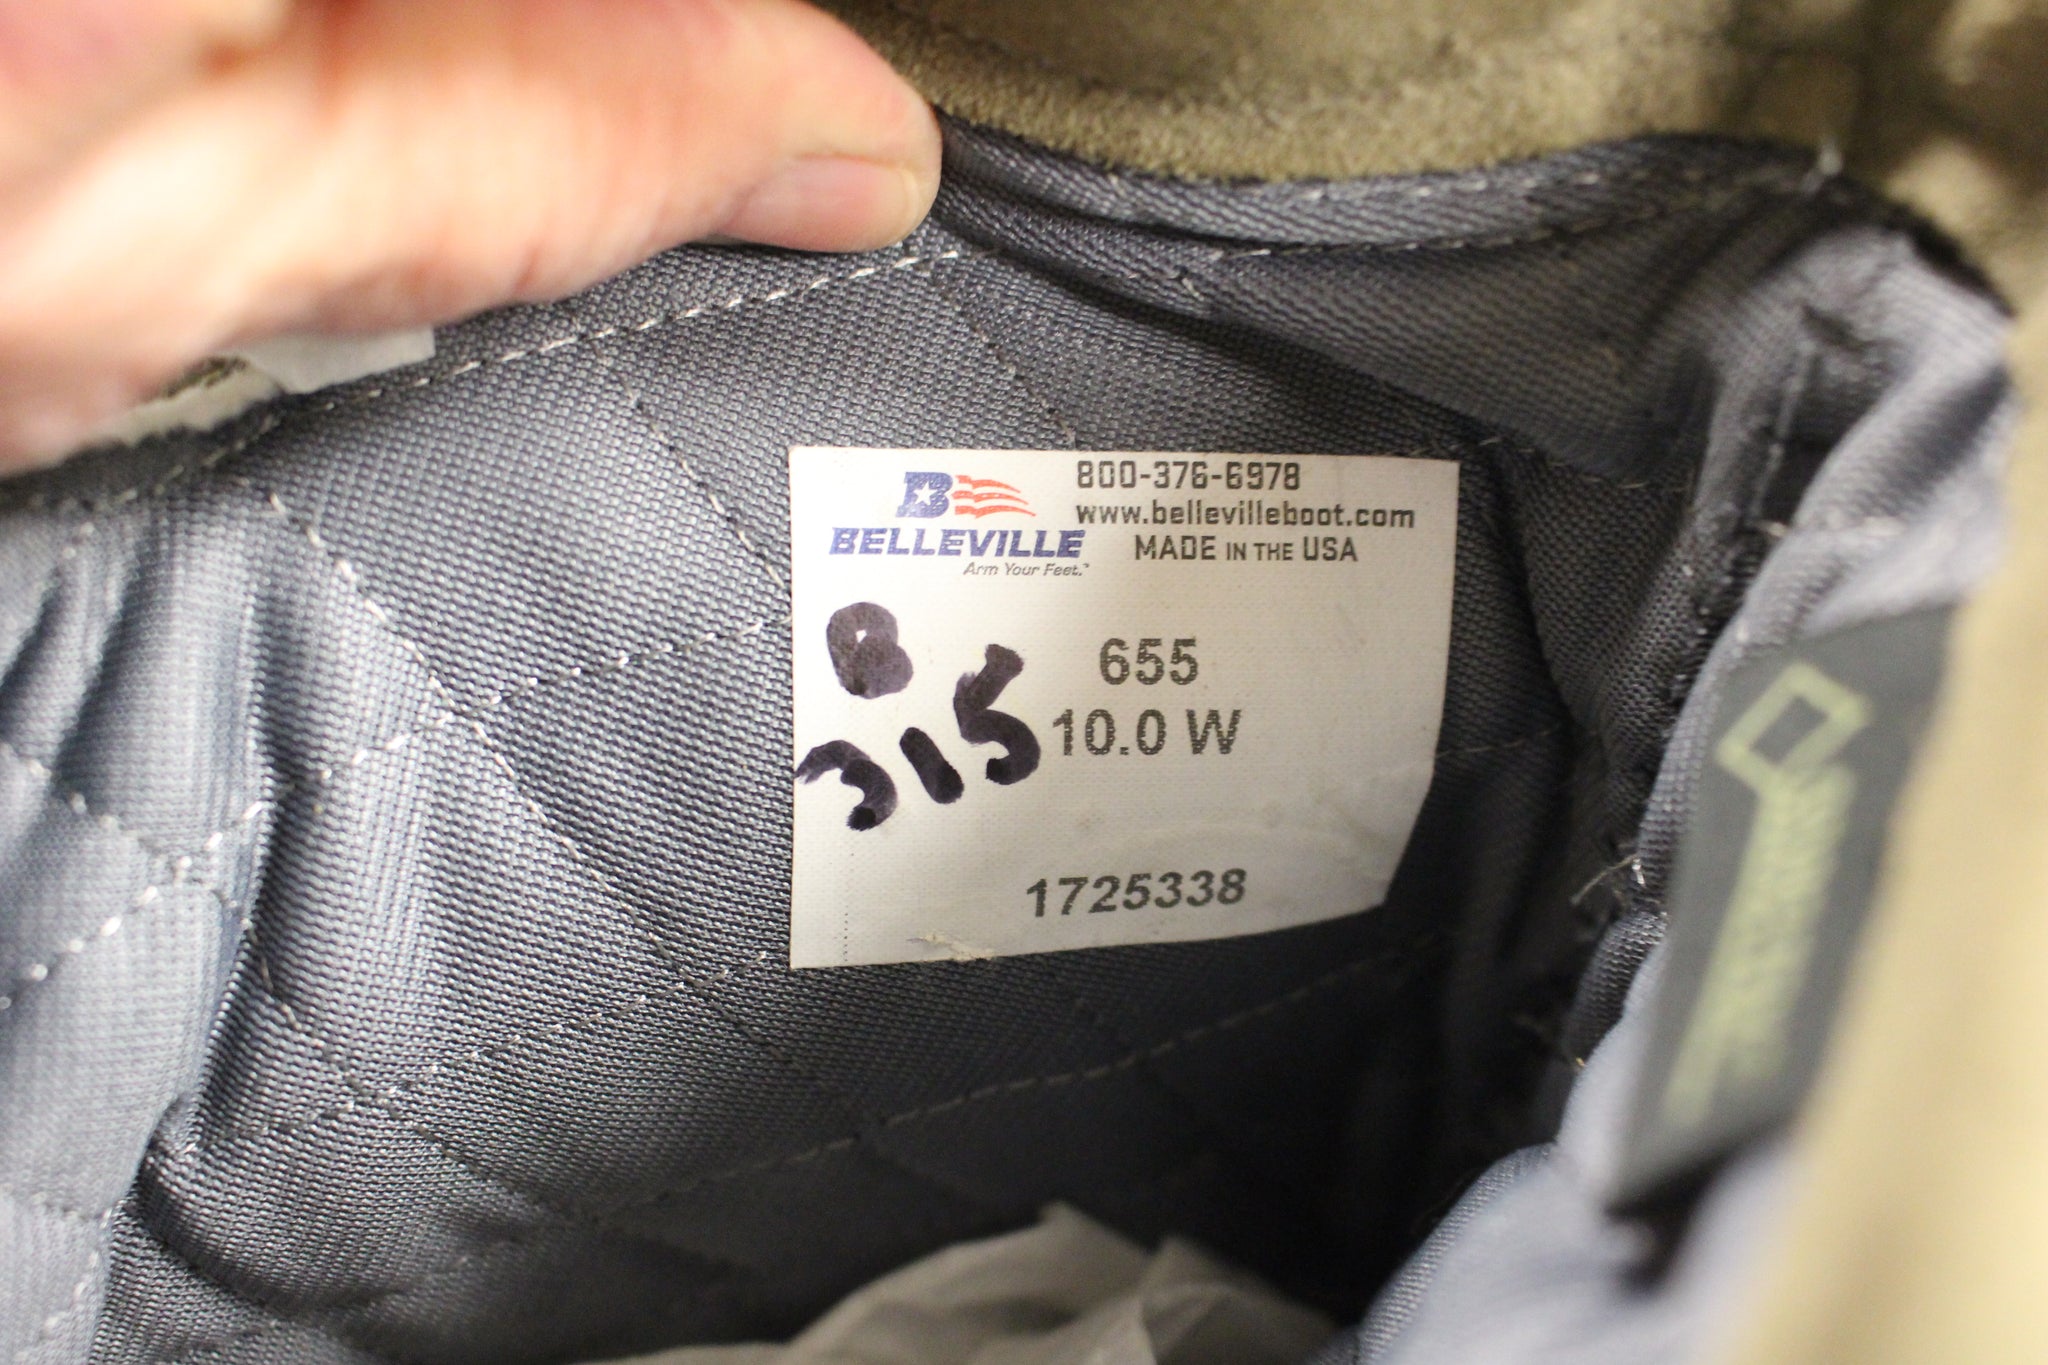 800-376-6978
www.bellevilleboot.com
MADE IN THE USA
B
BELLEVILLE
Arm Your Feet.™
B
315
655
10.0 W
1725338